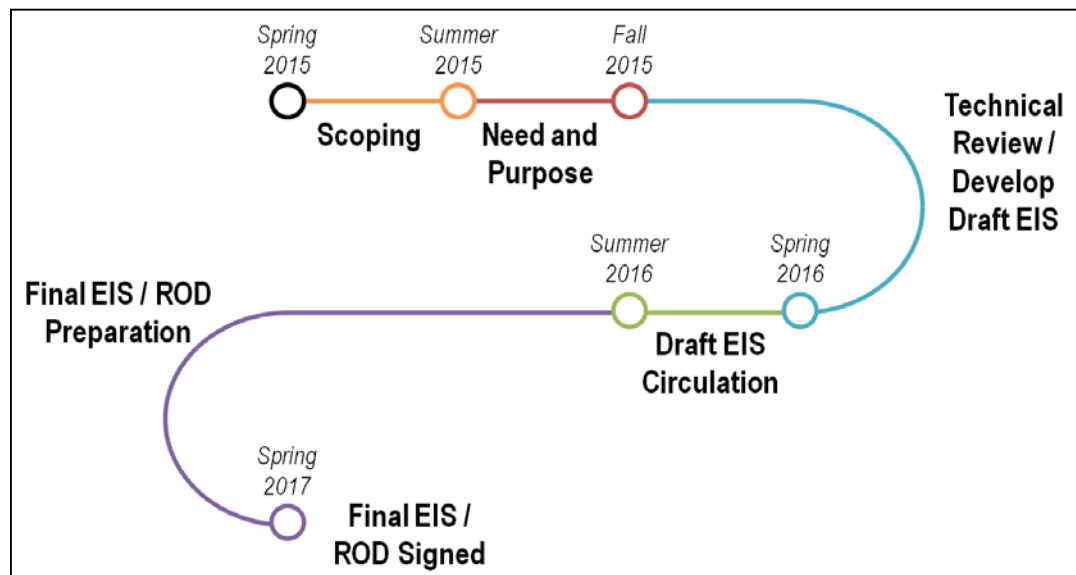 Spring
2015
Summer
2015
Fall
2015
Scoping
Need and
Purpose
Technical
Review /
Develop
Draft EIS
Summer
2016
Spring
2016
Draft EIS
Circulation
Final EIS / ROD
Preparation
Spring
2017
Final EIS /
ROD Signed